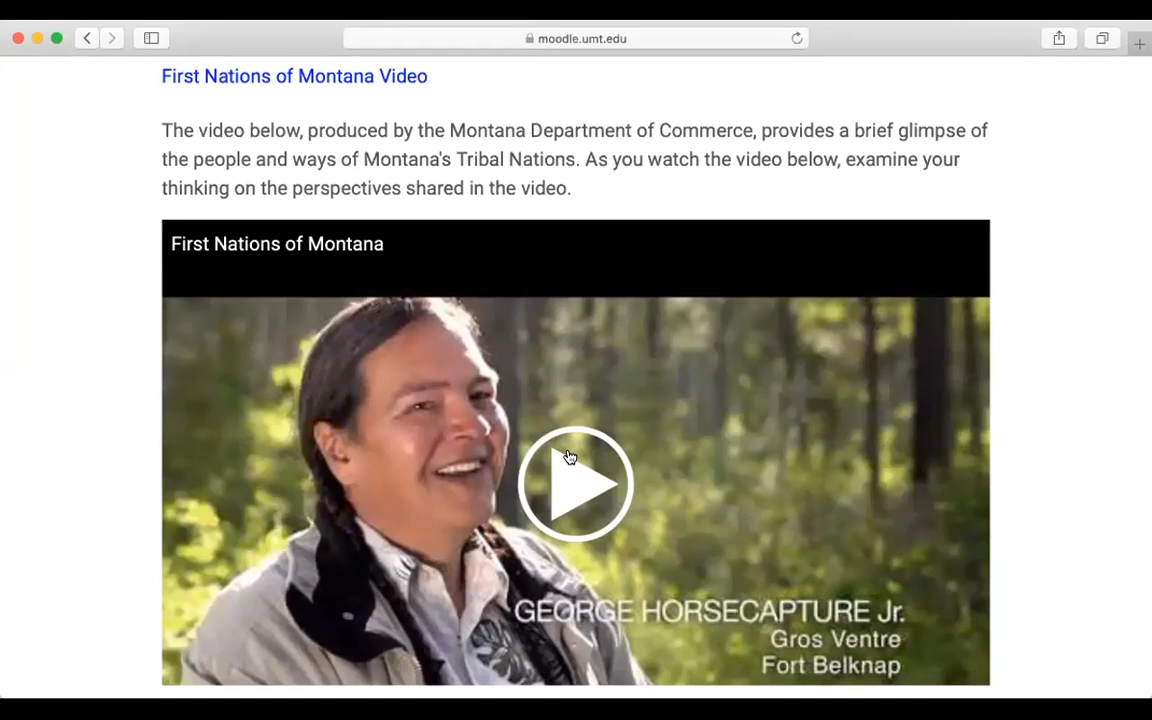 moodle.umt.edu
First Nations of Montana Video
The video below, produced by the Montana Department of Commerce, provides a brief glimpse of
the people and ways of Montana's Tribal Nations. As you watch the video below, examine your
thinking on the perspectives shared in the video.
First Nations of Montana
GEORGE HORSECAPTURE Jr.
Gros Ventre
Fort Belknap